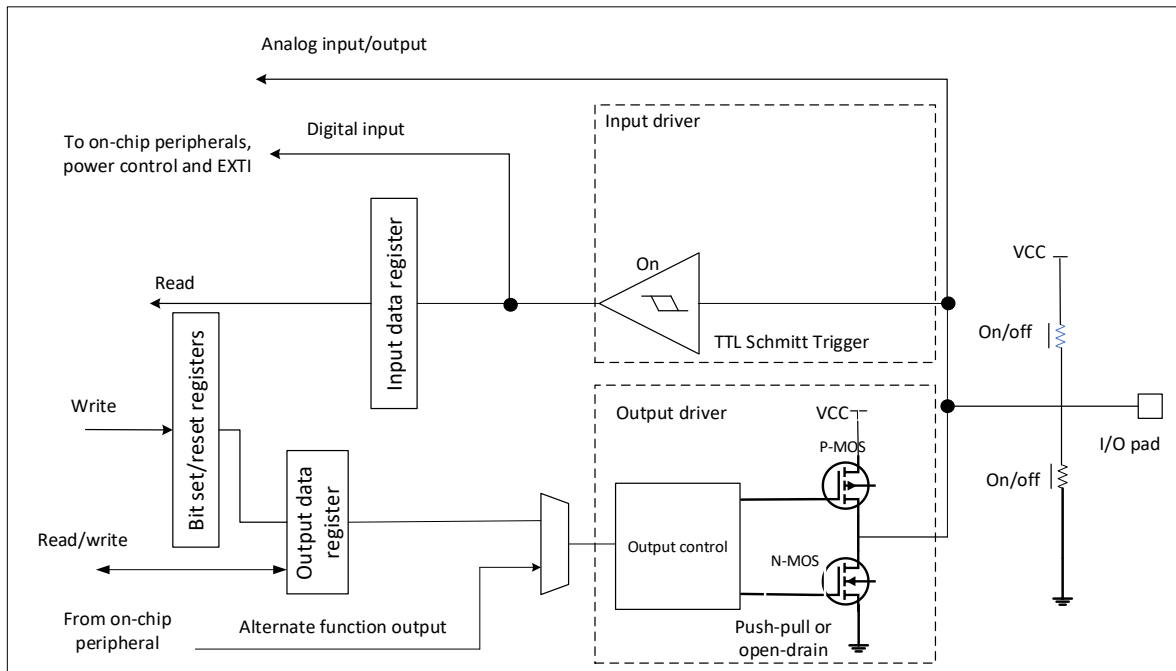 Analog input/output
Digital input
To on-chip peripherals,
power control and EXTI
Input driver
Input data register
On
Read
TTL Schmitt Trigger
VCC
On/off
Bit set/reset registers
Write
Output driver
VCC
P-MOS
I/O pad
On/off
Output data
register
Read/write
Output control
N-MOS
From on-chip
peripheral
Alternate function output
Push-pull or
open-drain